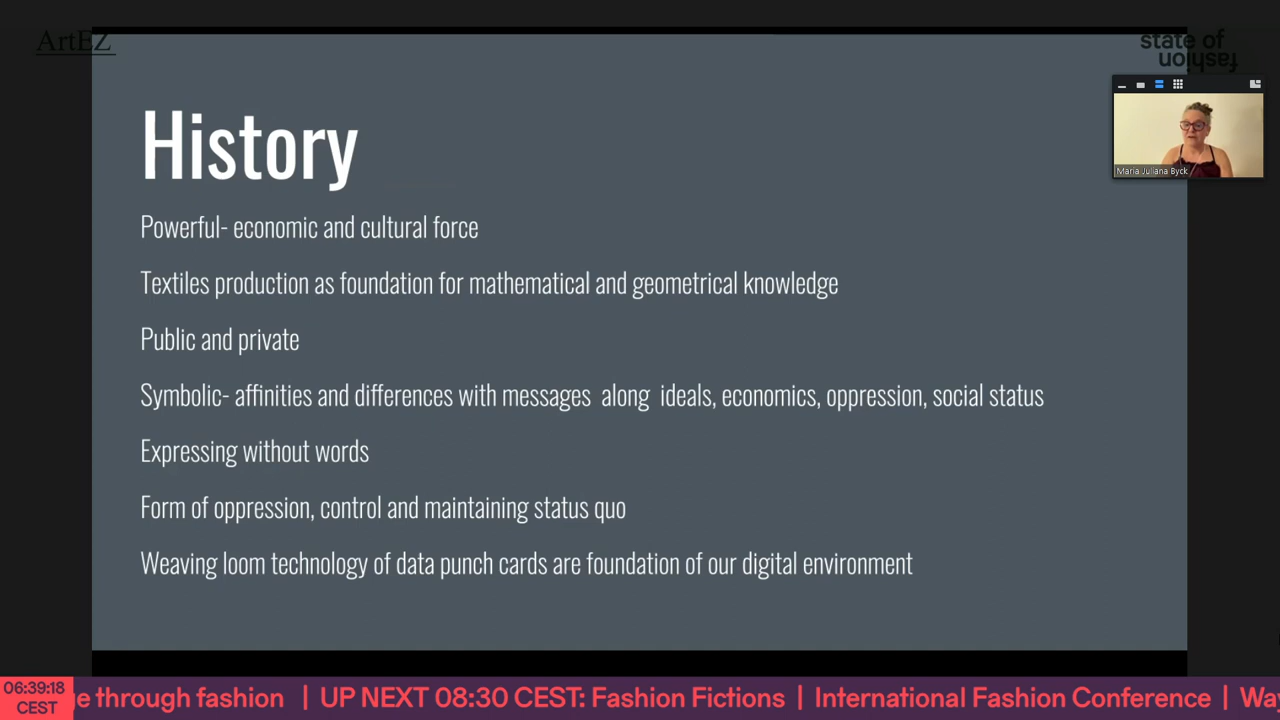 ArtEZ
state of
fashion
Maria Juliana Byck
History
Powerful- economic and cultural force
Textiles production as foundation for mathematical and geometrical knowledge
Public and private
Symbolic- affinities and differences with messages  along  ideals, economics, oppression, social status
Expressing without words
Form of oppression, control and maintaining status quo
Weaving loom technology of data punch cards are foundation of our digital environment
06:39:18
CEST
e through fashion | UP NEXT 08:30 CEST: Fashion Fictions | International Fashion Conference | Wa